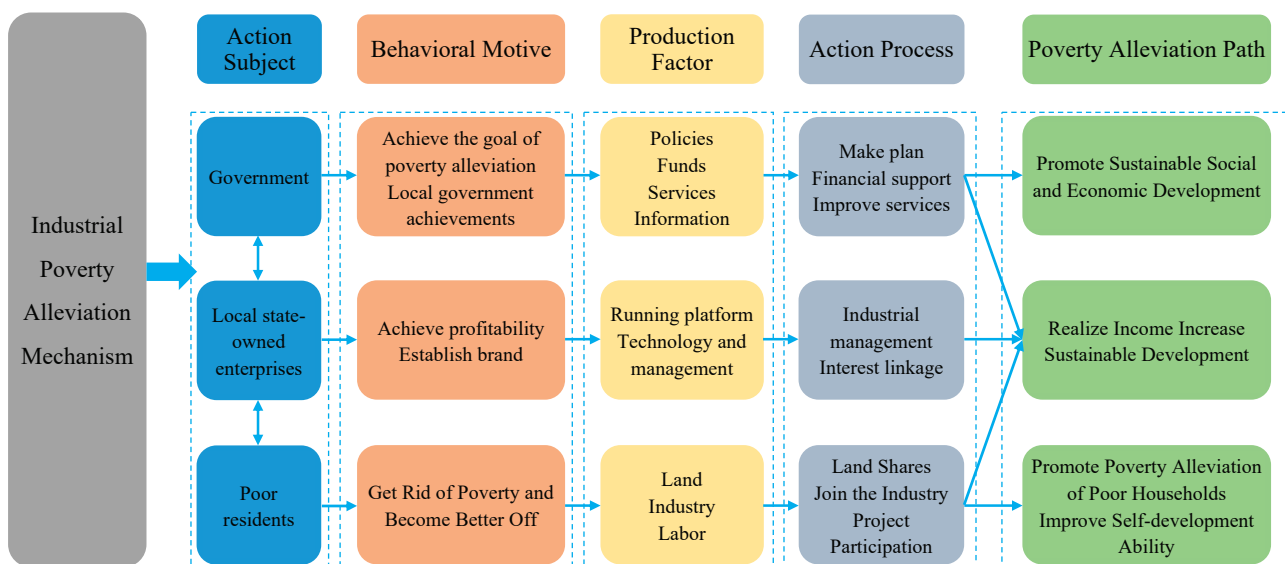 Industrial
Poverty
Alleviation
Mechanism
Action
Subject
Behavioral Motive
Production
Factor
Action Process
Poverty Alleviation Path
Government
Achieve the goal of
poverty alleviation
Local government
achievements
Policies
Funds
Services
Information
Make plan
Financial support
Improve services
Promote Sustainable Social
and Economic Development
Local state-
owned
enterprises
Achieve profitability
Establish brand
Running platform
Technology and
management
Industrial
management
Interest linkage
Realize Income Increase
Sustainable Development
Poor
residents
Get Rid of Poverty and
Become Better Off
Land
Industry
Labor
Land Shares
Join the Industry
Project
Participation
Promote Poverty Alleviation
of Poor Households
Improve Self-development
Ability